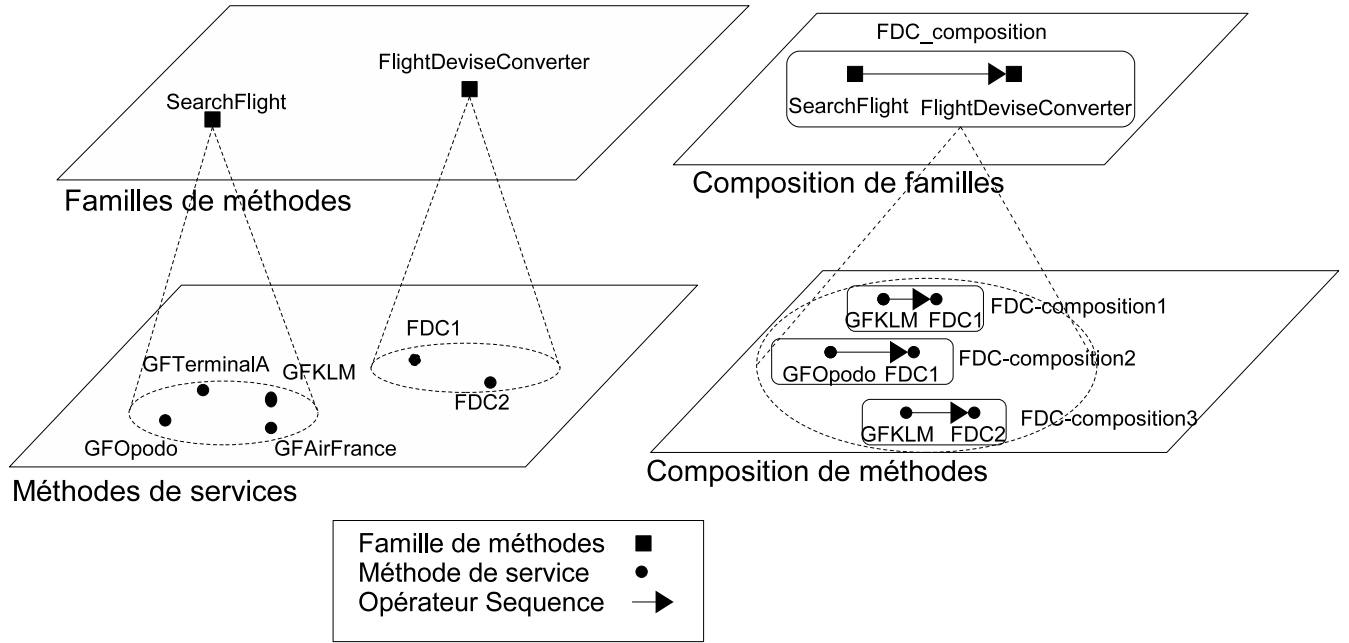 FlightDeviseConverter
SearchFlight
Familles de méthodes
FDC1
FDC2
GFTerminalA
GFKLM
GFOpodo
GFAirFrance
Méthodes de services
FDC_composition
SearchFlight FlightDeviseConverter
Composition de familles
GFKLM FDC1
FDC-composition1
GFOpodo FDC1
FDC-composition2
GFKLM FDC2
FDC-composition3
Composition de méthodes
Famille de méthodes
Méthode de service
Opérateur Sequence